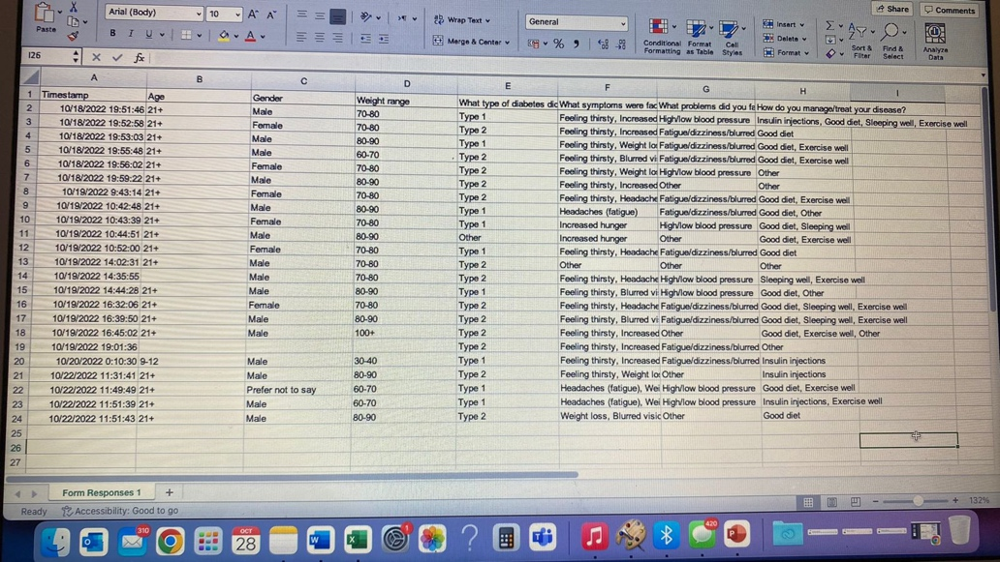 Arial (Body) 10 A^ A^ Wrap Text General Share Comments
Paste B I U A Merge & Center % Conditional Formatting Format as Table Cell Styles Insert Delete Format Sort & Filter Find & Select Analyze Data
I26 fx
A B C D E F G H I
1 Timestamp Age Gender Weight range What type of diabetes dic What symptoms were fac What problems did you fa How do you manage/treat your disease?
2 10/18/2022 19:51:46 21+ Male 70-80 Type 1 Feeling thirsty, Increased High/low blood pressure Insulin injections, Good diet, Sleeping well, Exercise well
3 10/18/2022 19:52:58 21+ Female 70-80 Type 2 Feeling thirsty, Increased Fatigue/dizziness/blurred Good diet
4 10/18/2022 19:53:03 21+ Male 80-90 Type 1 Feeling thirsty, Weight lo Fatigue/dizziness/blurred Good diet, Exercise well
5 10/18/2022 19:55:48 21+ Male 60-70 Type 2 Feeling thirsty, Blurred vi Fatigue/dizziness/blurred Good diet, Exercise well
6 10/18/2022 19:56:02 21+ Female 70-80 Type 2 Feeling thirsty, Weight lo High/low blood pressure Other
7 10/18/2022 19:59:22 21+ Male 80-90 Type 2 Feeling thirsty, Increased Other Other
8 10/19/2022 9:43:14 21+ Female 70-80 Type 2 Feeling thirsty, Headache Fatigue/dizziness/blurred Good diet, Exercise well
9 10/19/2022 10:42:48 21+ Male 80-90 Type 1 Headaches (fatigue) Fatigue/dizziness/blurred Good diet, Other
10 10/19/2022 10:43:39 21+ Female 70-80 Type 1 Increased hunger High/low blood pressure Good diet, Sleeping well
11 10/19/2022 10:44:51 21+ Male 80-90 Other Increased hunger Other Good diet, Exercise well
12 10/19/2022 10:52:00 21+ Female 70-80 Type 1 Feeling thirsty, Headache Fatigue/dizziness/blurred Good diet
13 10/19/2022 14:02:31 21+ Male 70-80 Type 2 Other Other Other
14 10/19/2022 14:35:55 Male 70-80 Type 2 Feeling thirsty, Headache High/low blood pressure Sleeping well, Exercise well
15 10/19/2022 14:44:28 21+ Male 80-90 Type 1 Feeling thirsty, Blurred vi High/low blood pressure Good diet, Other
16 10/19/2022 16:32:06 21+ Female 70-80 Type 2 Feeling thirsty, Headache Fatigue/dizziness/blurred Good diet, Sleeping well, Exercise well
17 10/19/2022 16:39:50 21+ Male 80-90 Type 2 Feeling thirsty, Blurred vi Fatigue/dizziness/blurred Good diet, Sleeping well, Exercise well
18 10/19/2022 16:45:02 21+ Male 100+ Type 2 Feeling thirsty, Increased Other Good diet, Exercise well, Other
19 10/19/2022 19:01:36 Type 2 Feeling thirsty, Increased Fatigue/dizziness/blurred Other
20 10/20/2022 0:10:30 9-12 Male 30-40 Type 1 Feeling thirsty, Increased Fatigue/dizziness/blurred Insulin injections
21 10/22/2022 11:31:41 21+ Male 80-90 Type 2 Feeling thirsty, Weight lo Other Insulin injections
22 10/22/2022 11:49:49 21+ Prefer not to say 60-70 Type 1 Headaches (fatigue), Wei High/low blood pressure Good diet, Exercise well
23 10/22/2022 11:51:39 21+ Male 60-70 Type 1 Headaches (fatigue), Wei High/low blood pressure Insulin injections, Exercise well
24 10/22/2022 11:51:43 21+ Male 80-90 Type 2 Weight loss, Blurred visic Other Good diet
25
26
27
Form Responses 1 +
Ready Accessibility: Good to go 132%
310 OCT 28 W X 1 ? 420 P